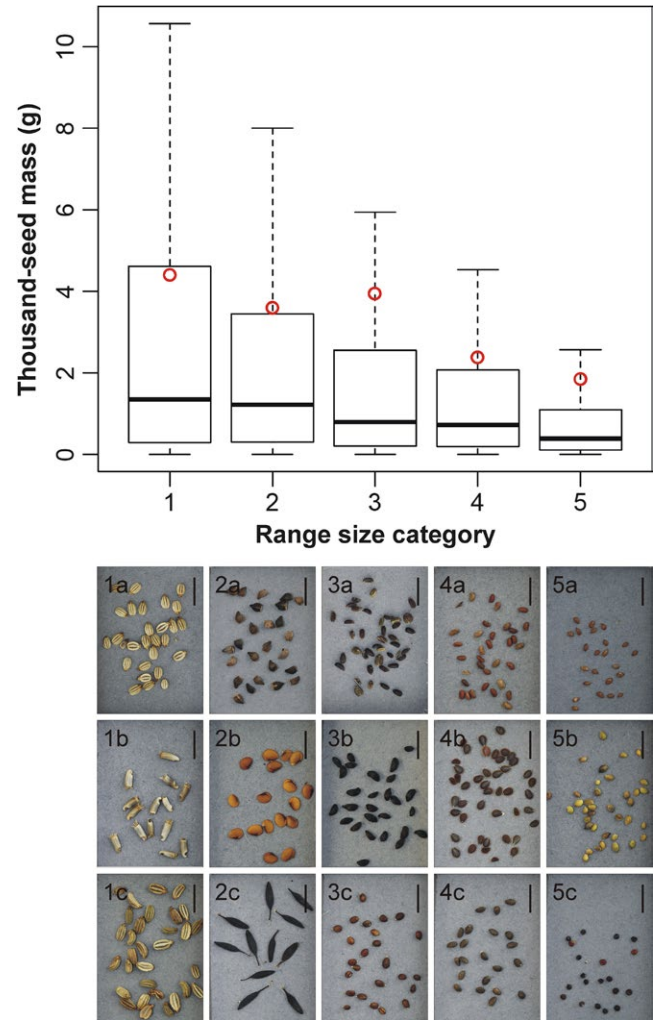 Thousand-seed mass (g)
10
8
6
4
2
0
1 2 3 4 5
Range size category
1a 2a 3a 4a 5a
1b 2b 3b 4b 5b
1c 2c 3c 4c 5c